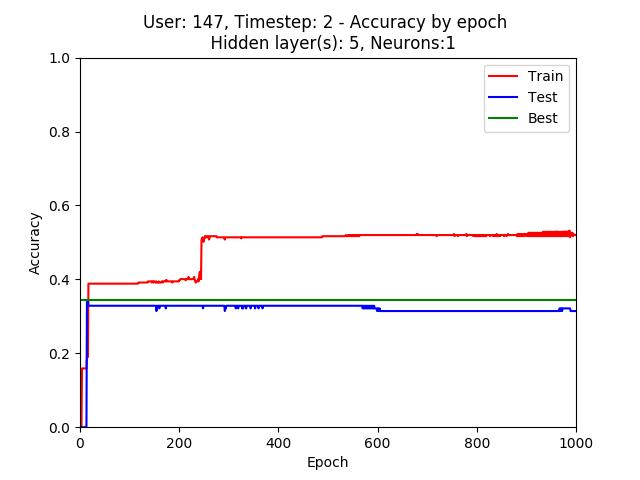 User: 147, Timestep: 2 - Accuracy by epoch
Hidden layer(s): 5, Neurons:1
1.0
0.8
0.6
0.4
0.2
0.0
Accuracy
Train
Test
Best
0
200
400
600
800
1000
Epoch